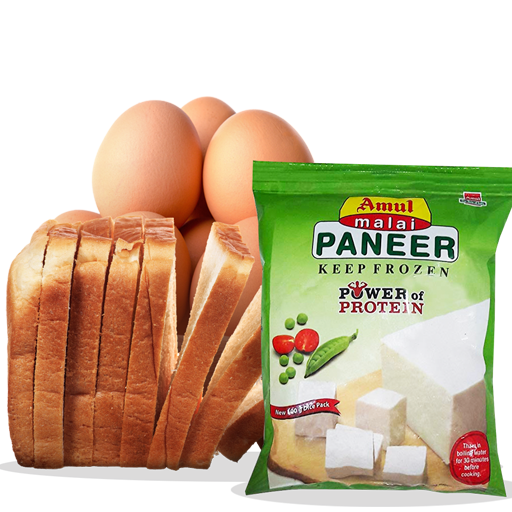 Amul
malai
PANEER
KEEP FROZEN
POWER of
PROTEIN
Thaw in
boiling water
for 30 minutes
before
cooking.